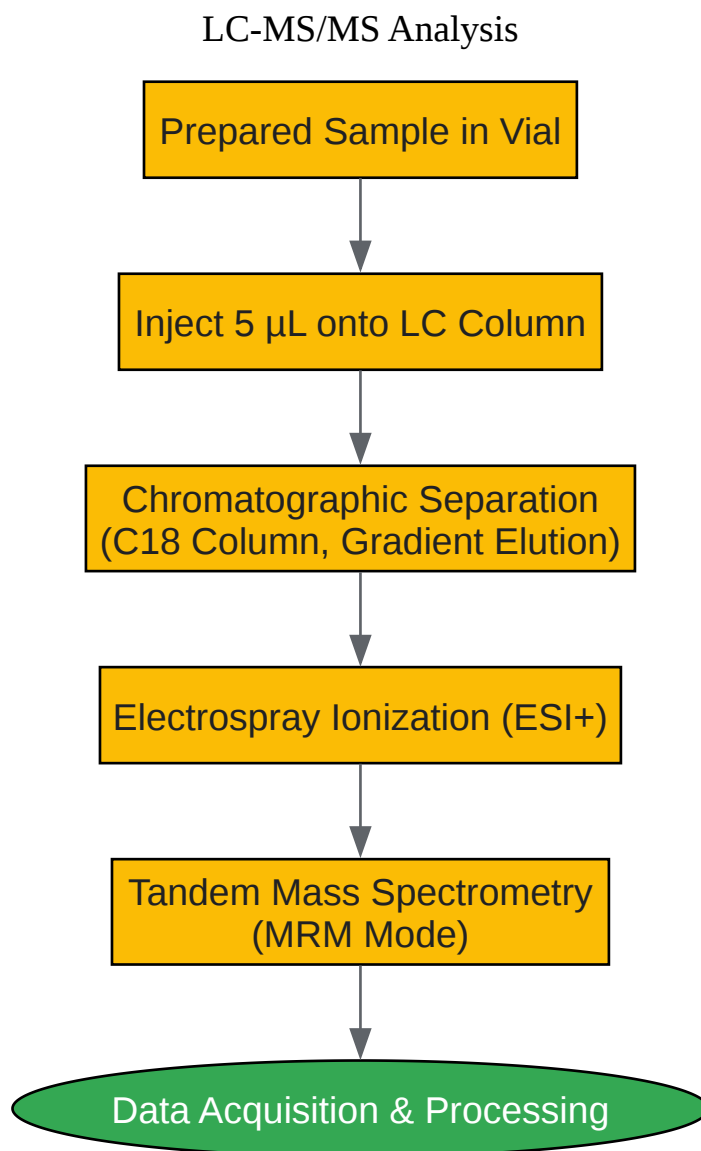 LC-MS/MS Analysis
Prepared Sample in Vial
Inject 5 µL onto LC Column
Chromatographic Separation
(C18 Column, Gradient Elution)
Electrospray Ionization (ESI+)
Tandem Mass Spectrometry
(MRM Mode)
Data Acquisition & Processing